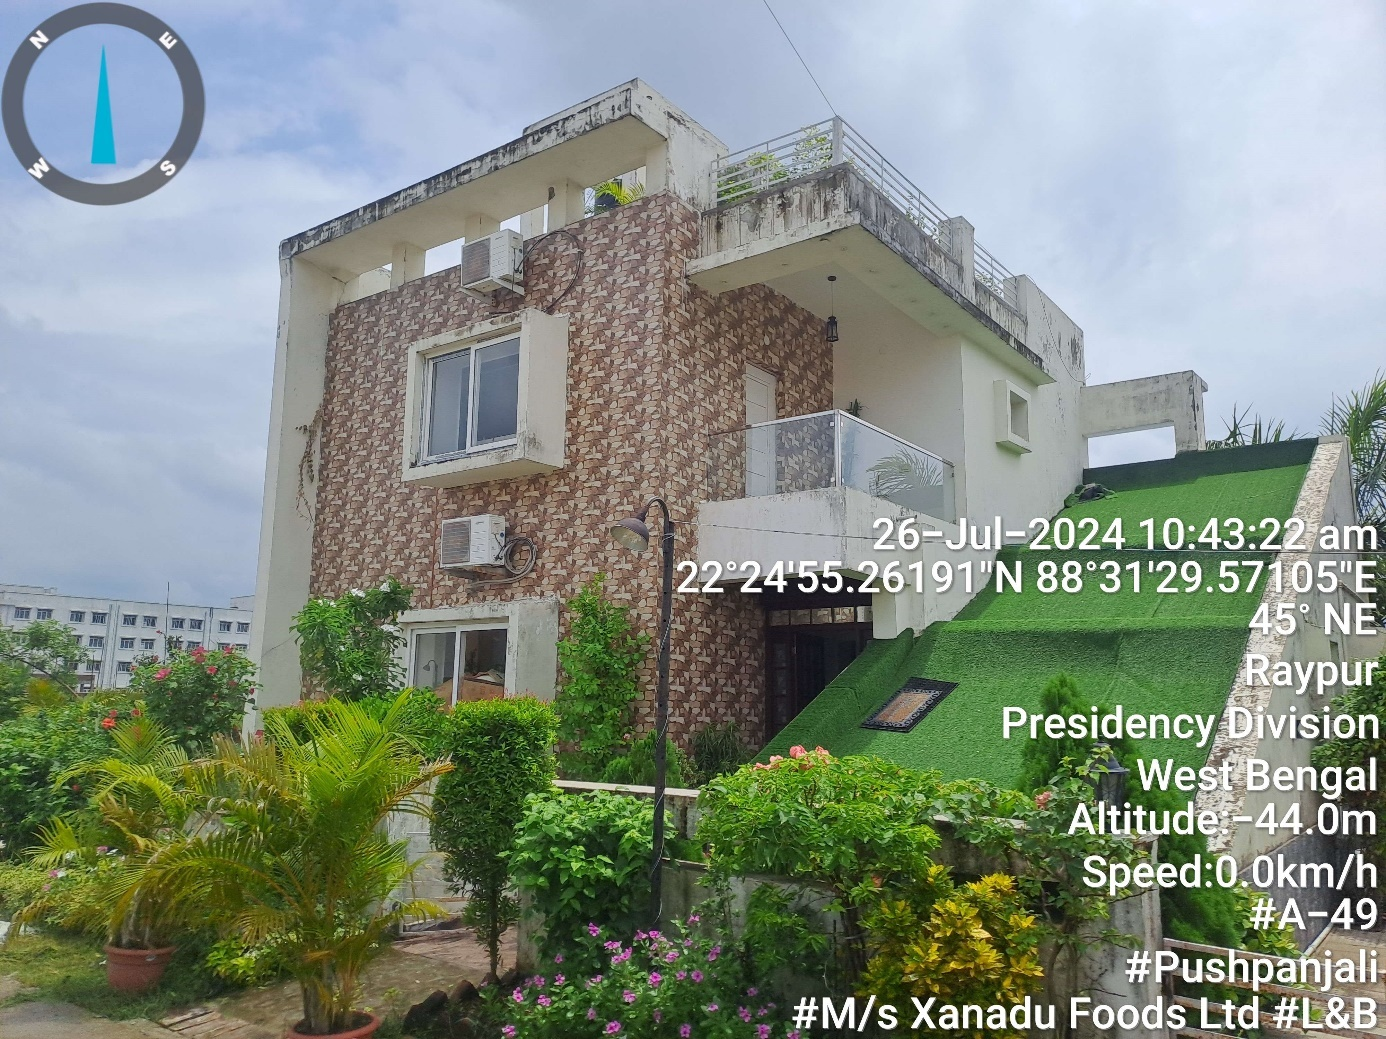 N E
W S
26-Jul-2024 10:43:22 am
22°24'55.26191"N 88°31'29.57105"E
45° NE
Raypur
Presidency Division
West Bengal
Altitude:-44.0m
Speed:0.0km/h
#A-49
#Pushpanjali
#M/s Xanadu Foods Ltd #L&B